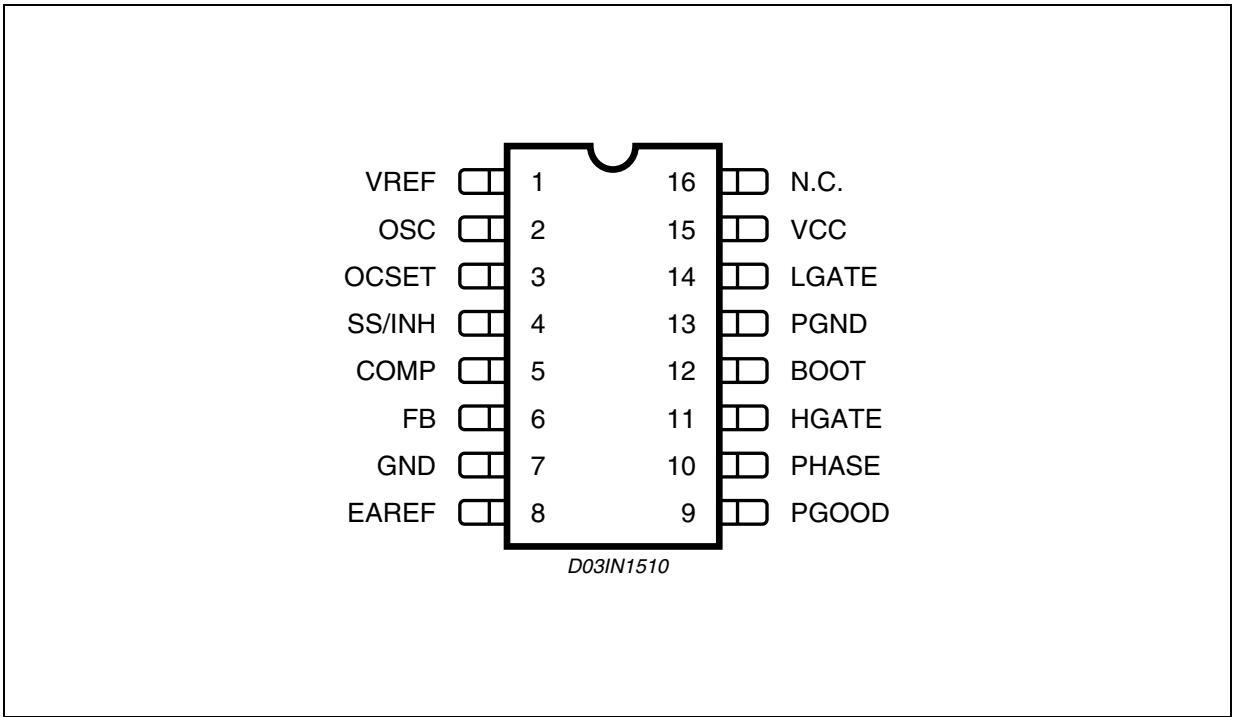 VREF 1 16 N.C.
OSC 2 15 VCC
OCSET 3 14 LGATE
SS/INH 4 13 PGND
COMP 5 12 BOOT
FB 6 11 HGATE
GND 7 10 PHASE
EAREF 8 9 PGOOD
D03IN1510